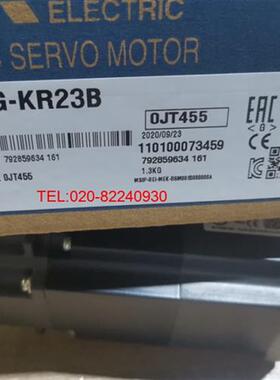 ELECTRIC
SERVO MOTOR
G-KR23B
0JT455
EAC
<G>
2020/09/23
110100073459
792859634 161
792859634 161
1.3KG
0JT455
TEL:020-82240930